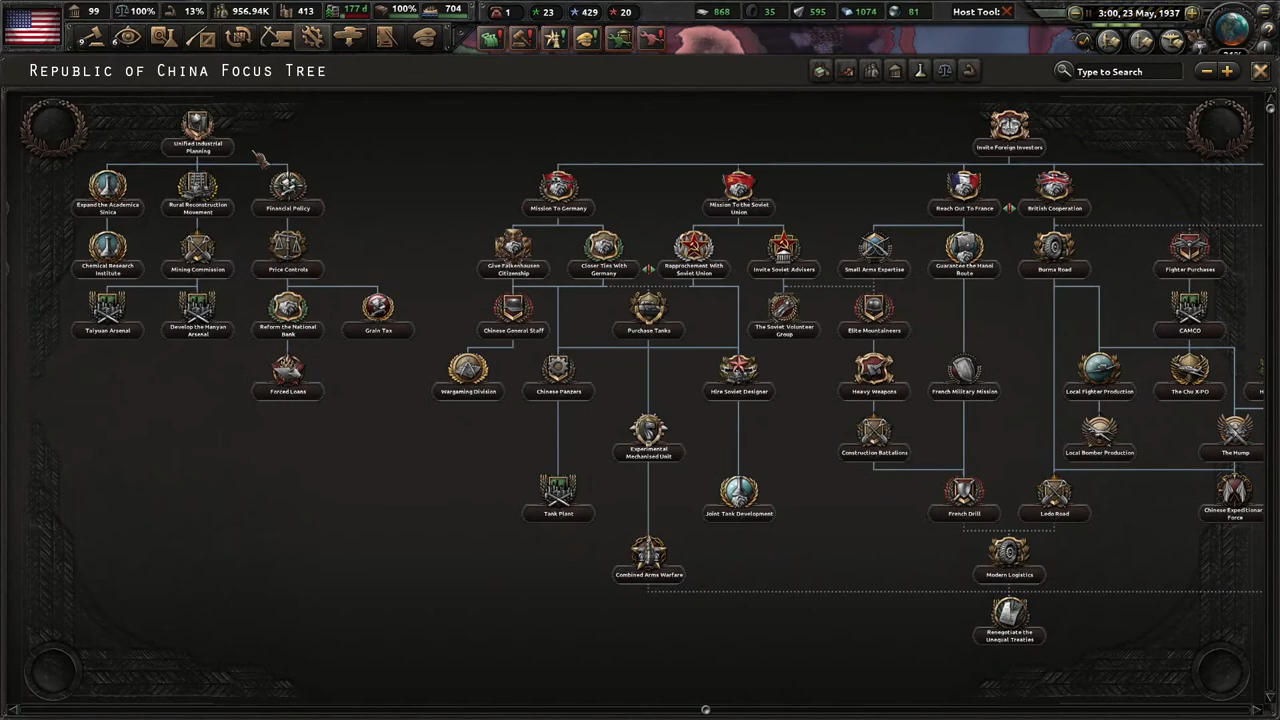 99
100%
13%
956.94K
413
177 d
100%
704
1
23
429
20
868
35
595
1074
81
Host Tool:
3:00, 23 May, 1937
Republic of China Focus Tree
Type to Search
Unified Industrial
Planning
Invite Foreign
Investors
Expand the Academica
Sinica
Rural Reconstruction
Movement
Financial Policy
Mission To Germany
Mission To the Soviet
Union
Reach Out To France
British Cooperation
Chemical Research
Institute
Mining Commission
Price Controls
Give Falkenhausen
Citizenship
Closer Ties With
Germany
Rapprochement With
Soviet Union
Invite Soviet Advisers
Small Arms Expertise
Guarantee the Hanoi
Route
Burma Road
Fighter Purchases
Taiyuan Arsenal
Develop the Hanyan
Arsenal
Reform the National
Bank
Grain Tax
Chinese General Staff
Purchase Tanks
The Soviet Volunteer
Group
Elite Mountaineers
CAMCO
Forced Loans
Wargaming Division
Chinese Panzers
Hire Soviet Designer
Heavy Weapons
French Military Mission
Local Fighter Production
The Chu X-PO
Experimental
Mechanised Unit
Construction Battalions
Local Bomber Production
The Hump
Tank Plant
Joint Tank Development
French Drill
Ledo Road
Chinese Expeditionary
Force
Combined Arms Warfare
Modern Logistics
Renegotiate the
Unequal Treaties